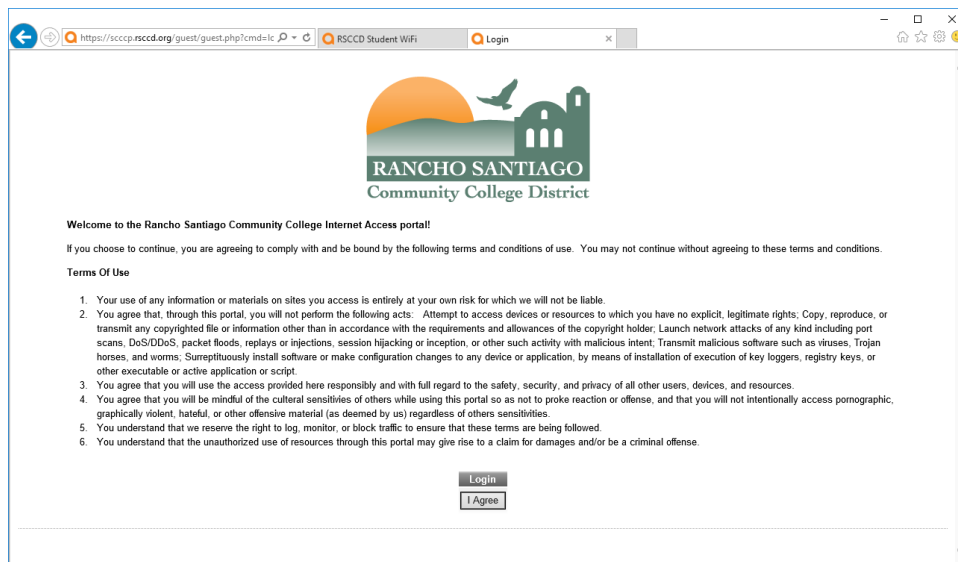 https://scccp.rsccd.org/guest/guest.php?cmd=lc
RSCCD Student WiFi
Login
RANCHO SANTIAGO
Community College District
Welcome to the Rancho Santiago Community College Internet Access portal!
If you choose to continue, you are agreeing to comply with and be bound by the following terms and conditions of use. You may not continue without agreeing to these terms and conditions.
Terms Of Use
1. Your use of any information or materials on sites you access is entirely at your own risk for which we will not be liable.
2. You agree that, through this portal, you will not perform the following acts: Attempt to access devices or resources to which you have no explicit, legitimate rights; Copy, reproduce, or
transmit any copyrighted file or information other than in accordance with the requirements and allowances of the copyright holder; Launch network attacks of any kind including port
scans, DoS/DDoS, packet floods, replays or injections, session hijacking or inception, or other such activity with malicious intent; Transmit malicious software such as viruses, Trojan
horses, and worms; Surreptituously install software or make configuration changes to any device or application, by means of installation of execution of key loggers, registry keys, or
other executable or active application or script.
3. You agree that you will use the access provided here responsibly and with full regard to the safety, security, and privacy of all other users, devices, and resources.
4. You agree that you will be mindful of the culteral sensitivies of others while using this portal so as not to proke reaction or offense, and that you will not intentionally access pornographic,
graphically violent, hateful, or other offensive material (as deemed by us) regardless of others sensitivities.
5. You understand that we reserve the right to log, monitor, or block traffic to ensure that these terms are being followed.
6. You understand that the unauthorized use of resources through this portal may give rise to a claim for damages and/or be a criminal offense.
Login
I Agree